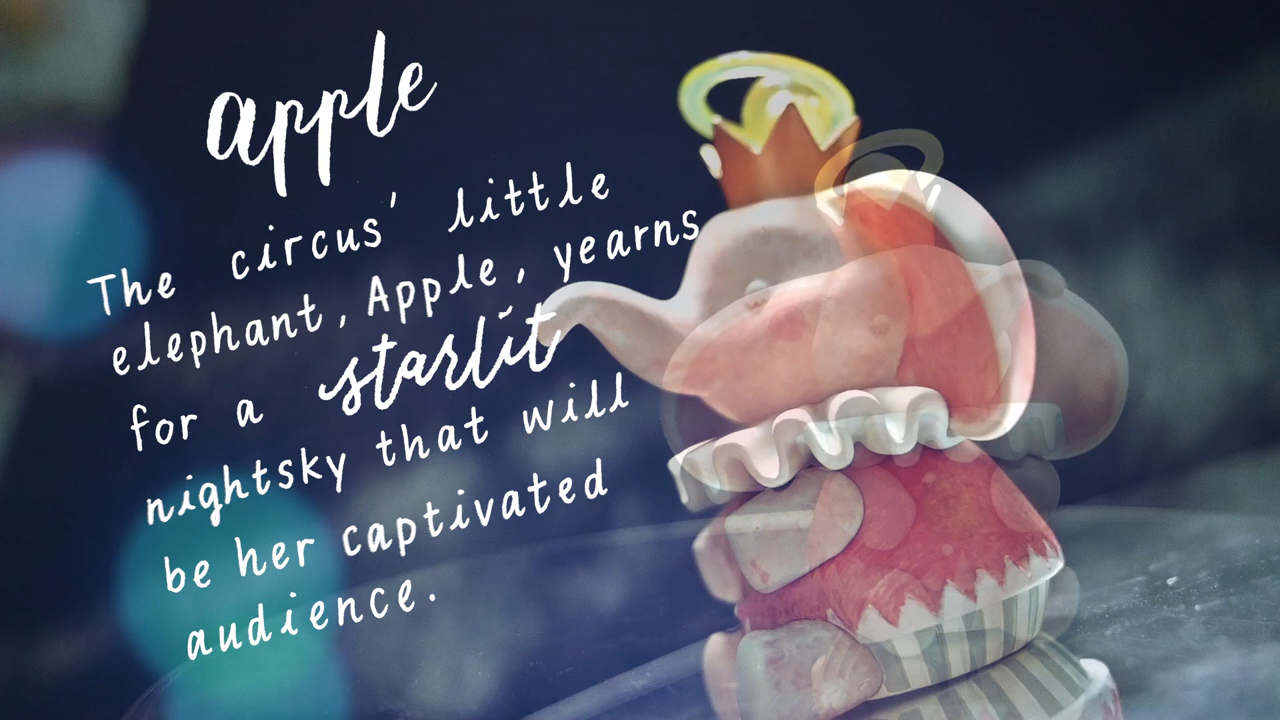 apple
The circus' little
elephant, Apple, yearns
for a starlit
nightsky that will
be her captivated
audience.